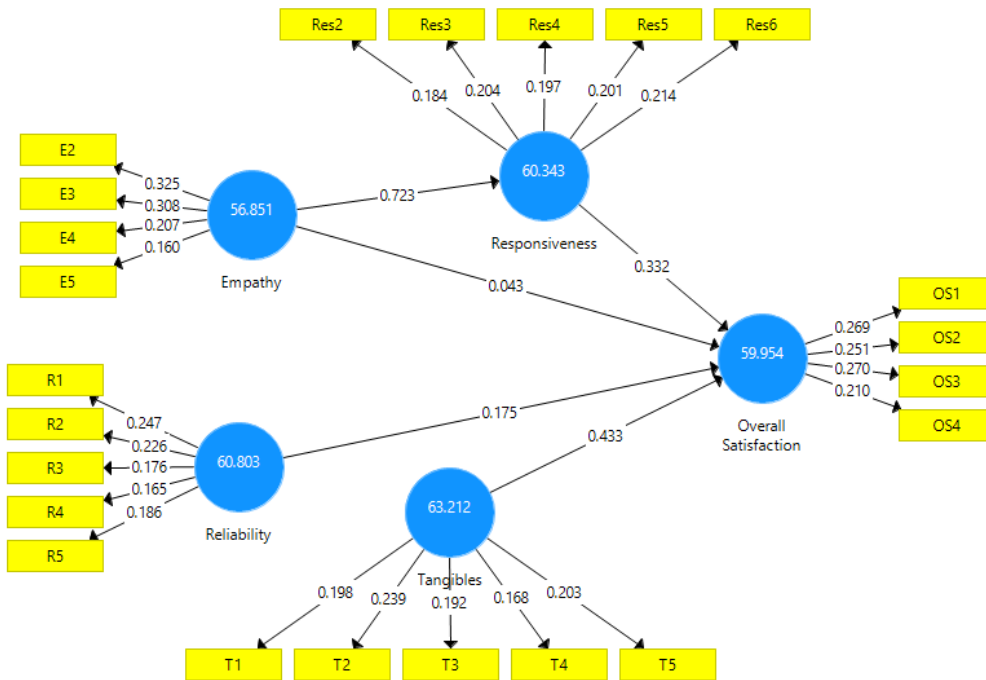 Res2
Res3
Res4
Res5
Res6
0.184
0.204
0.197
0.201
0.214
E2
E3
E4
E5
0.325
0.308
0.207
0.160
56.851
Empathy
0.723
60.343
Responsiveness
0.332
0.043
OS1
OS2
OS3
OS4
0.269
0.251
0.270
0.210
59.954
Overall
Satisfaction
R1
R2
R3
R4
R5
0.247
0.226
0.176
0.165
0.186
60.803
Reliability
0.175
0.433
63.212
Tangibles
0.198
0.239
0.192
0.168
0.203
T1
T2
T3
T4
T5